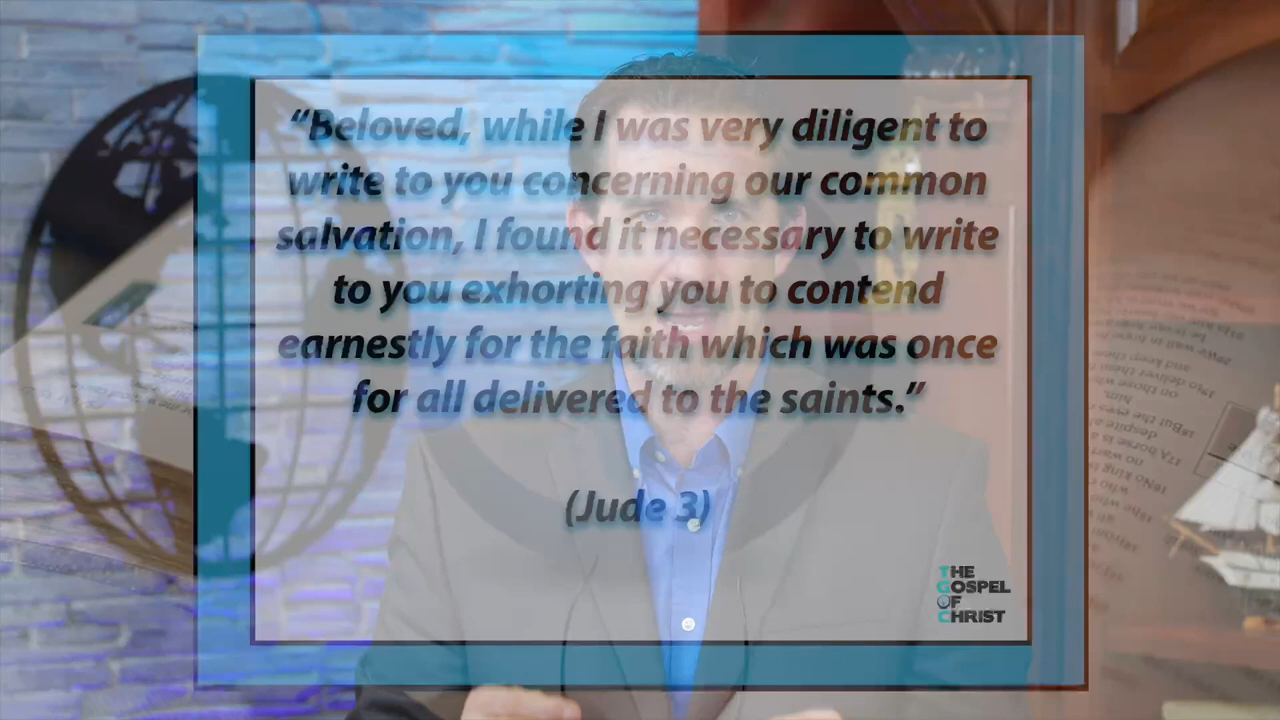 “Beloved, while I was very diligent to
write to you concerning our common
salvation, I found it necessary to write
to you exhorting you to contend
earnestly for the faith which was once
for all delivered to the saints.”
(Jude 3)
THE
GOSPEL
OF
CHRIST